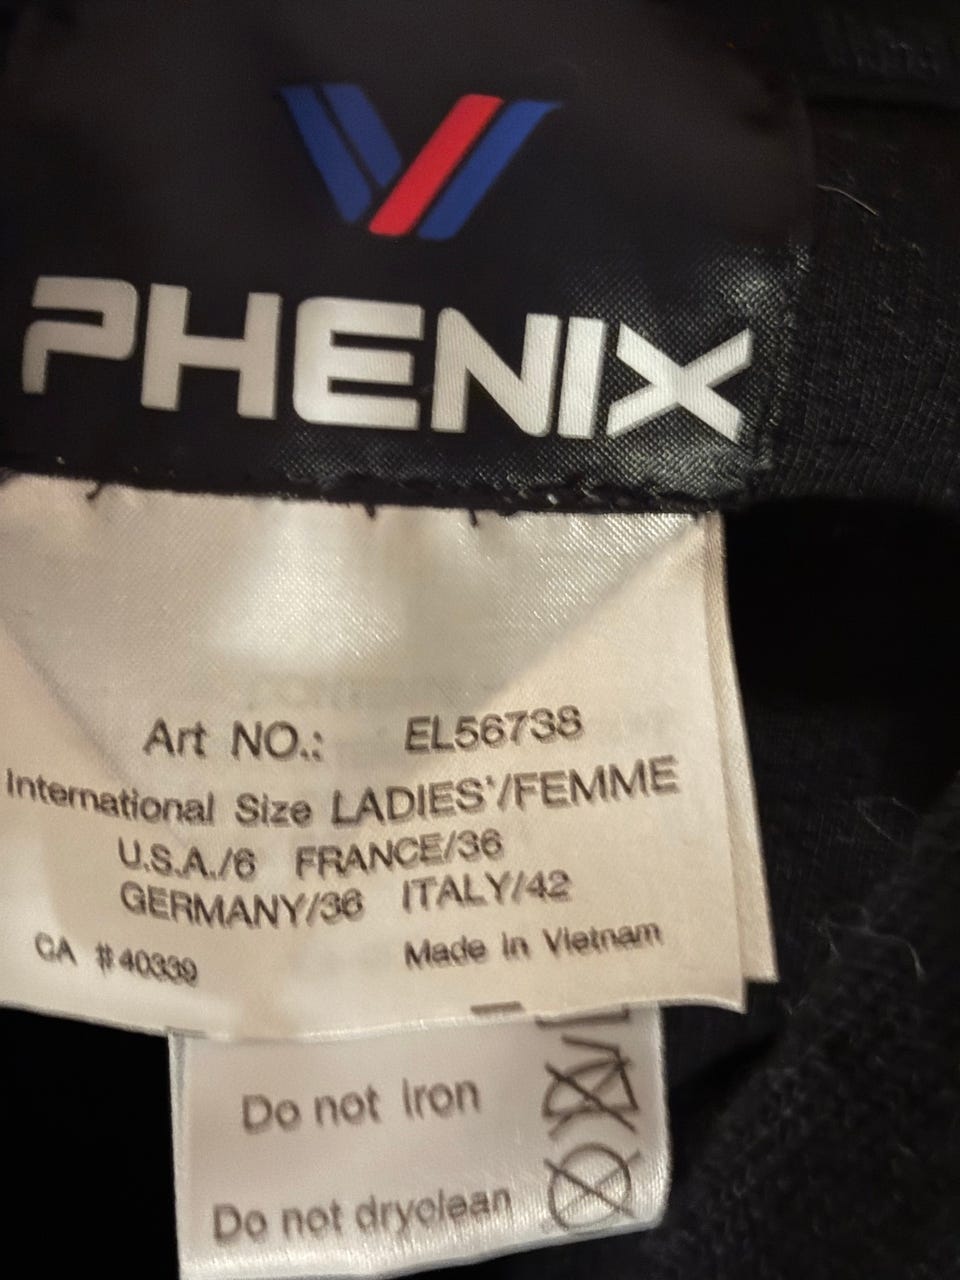 PHENIX
Art NO.: EL56738
International Size LADIES'/FEMME
U.S.A./6 FRANCE/36
GERMANY/36 ITALY/42
CA #40339 Made in Vietnam
Do not iron
Do not dryclean